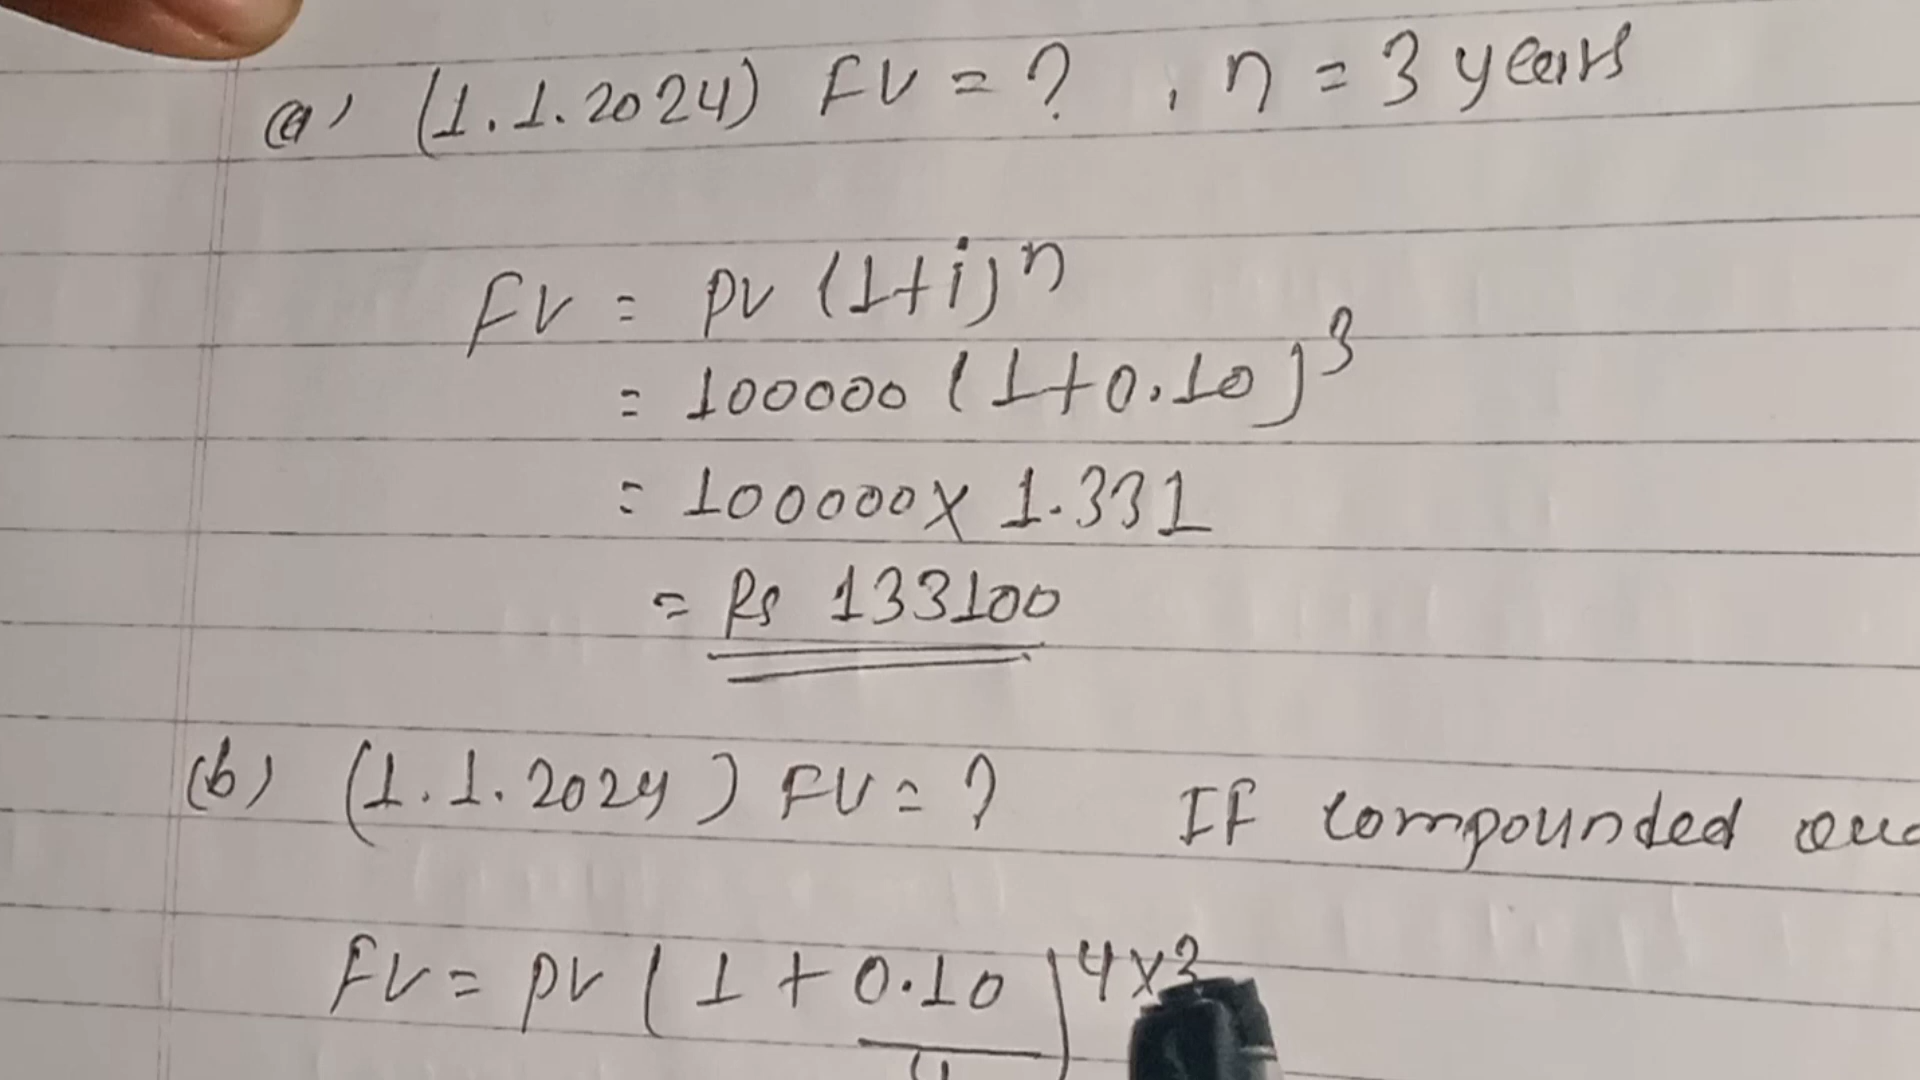 (a) (1.1.2024) FV = ? , n = 3 years
FV = PV (1+i)^n
= 100000 (1+0.10)^3
= 100000 x 1.331
= Rs 133100
(b) (1.1.2024) FV = ? If compounded
FV = PV (1 + 0.10/4)^4x3